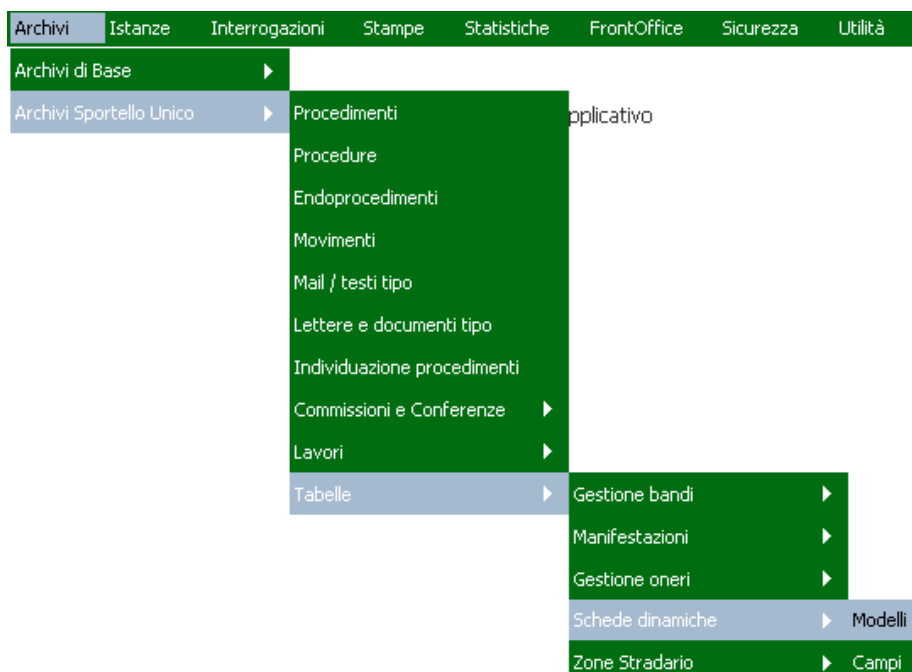 Archivi Istanze Interrogazioni Stampe Statistiche FrontOffice Sicurezza Utilità
Archivi di Base
Archivi Sportello Unico
Procedimenti
pplicativo
Procedure
Endoprocedimenti
Movimenti
Mail / testi tipo
Lettere e documenti tipo
Individuazione procedimenti
Commissioni e Conferenze
Lavori
Tabelle
Gestione bandi
Manifestazioni
Gestione oneri
Schede dinamiche
Modelli
Zone Stradario
Campi